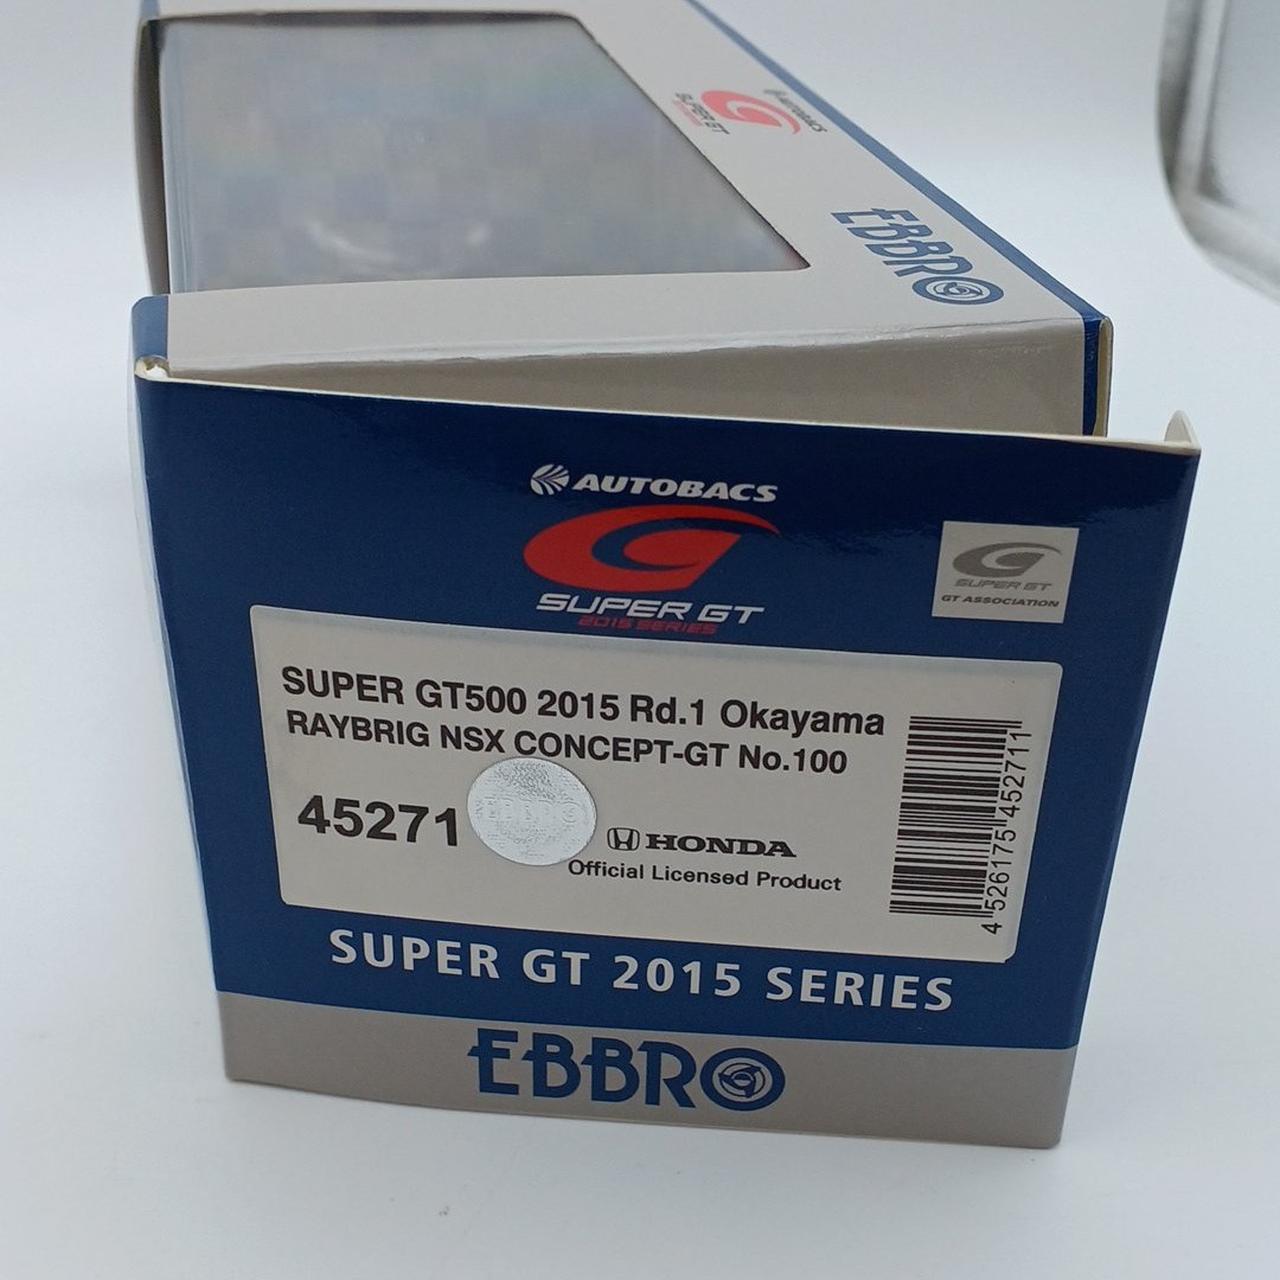 AUTOBACS
SUPER GT
EBBRO
AUTOBACS
SUPER GT
2015 SERIES
SUPER GT
GT ASSOCIATION
SUPER GT500 2015 Rd.1 Okayama
RAYBRIG NSX CONCEPT-GT No.100
45271
EBBRO
HONDA
Official Licensed Product
4 526175 452711
SUPER GT 2015 SERIES
EBBRO